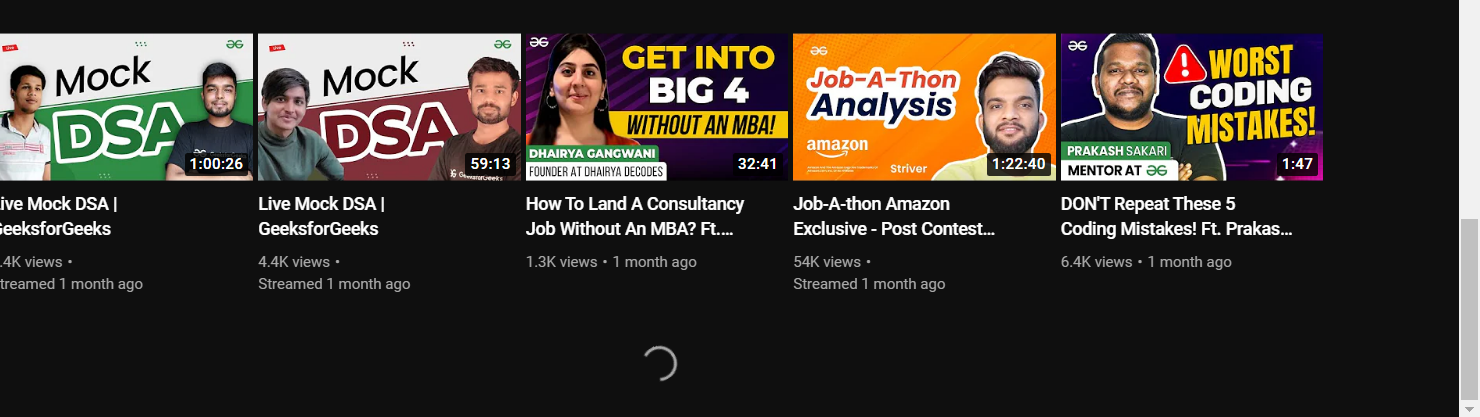 Live
Mock
DSA
1:00:26
ive Mock DSA |
GeeksforGeeks
.4K views •
treamed 1 month ago
Live
Mock
DSA
GeeksforGeeks
59:13
Live Mock DSA |
GeeksforGeeks
4.4K views •
Streamed 1 month ago
GET INTO
BIG 4
WITHOUT AN MBA!
DHAIRYA GANGWANI
FOUNDER AT DHAIRYA DECODES
32:41
How To Land A Consultancy
Job Without An MBA? Ft....
1.3K views • 1 month ago
Job-A-Thon
Analysis
amazon
Striver
1:22:40
Job-A-thon Amazon
Exclusive - Post Contest...
54K views •
Streamed 1 month ago
WORST
CODING
MISTAKES!
PRAKASH SAKARI
MENTOR AT
1:47
DON'T Repeat These 5
Coding Mistakes! Ft. Prakas...
6.4K views • 1 month ago